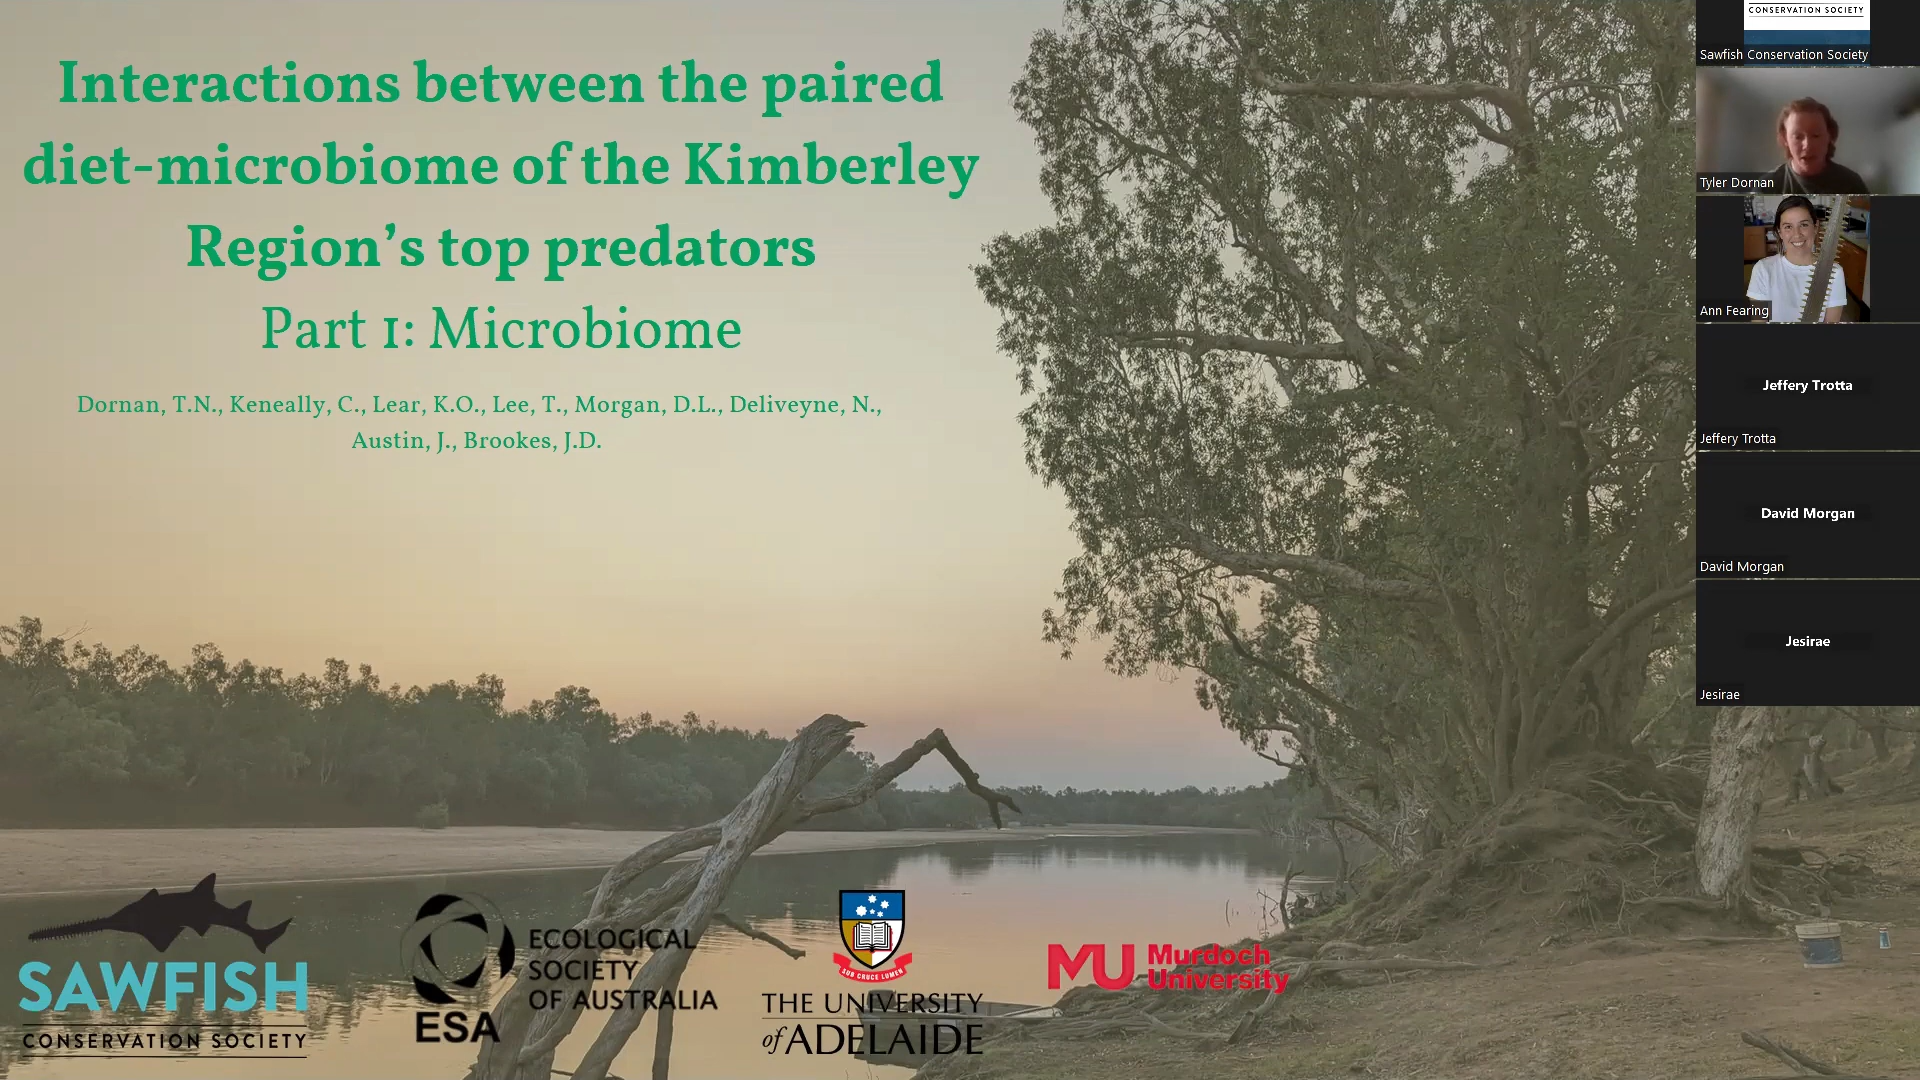 Interactions between the paired
diet-microbiome of the Kimberley
Region's top predators
Part 1: Microbiome
Dornan, T.N., Keneally, C., Lear, K.O., Lee, T., Morgan, D.L., Deliveyne, N.,
Austin, J., Brookes, J.D.
SAWFISH
CONSERVATION SOCIETY
ECOLOGICAL
SOCIETY
OF AUSTRALIA
ESA
SUB CRUCE LUMEN
THE UNIVERSITY
of ADELAIDE
MU Murdoch
University
CONSERVATION SOCIETY
Sawfish Conservation Society
Tyler Dornan
Ann Fearing
Jeffery Trotta
Jeffery Trotta
David Morgan
David Morgan
Jesirae
Jesirae